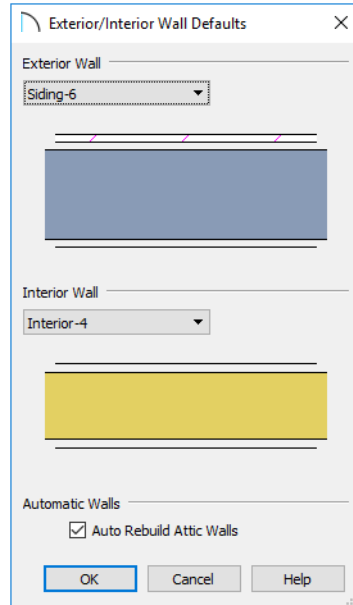 Exterior/Interior Wall Defaults
Exterior Wall
Siding-6
Interior Wall
Interior-4
Automatic Walls
Auto Rebuild Attic Walls
OK Cancel Help